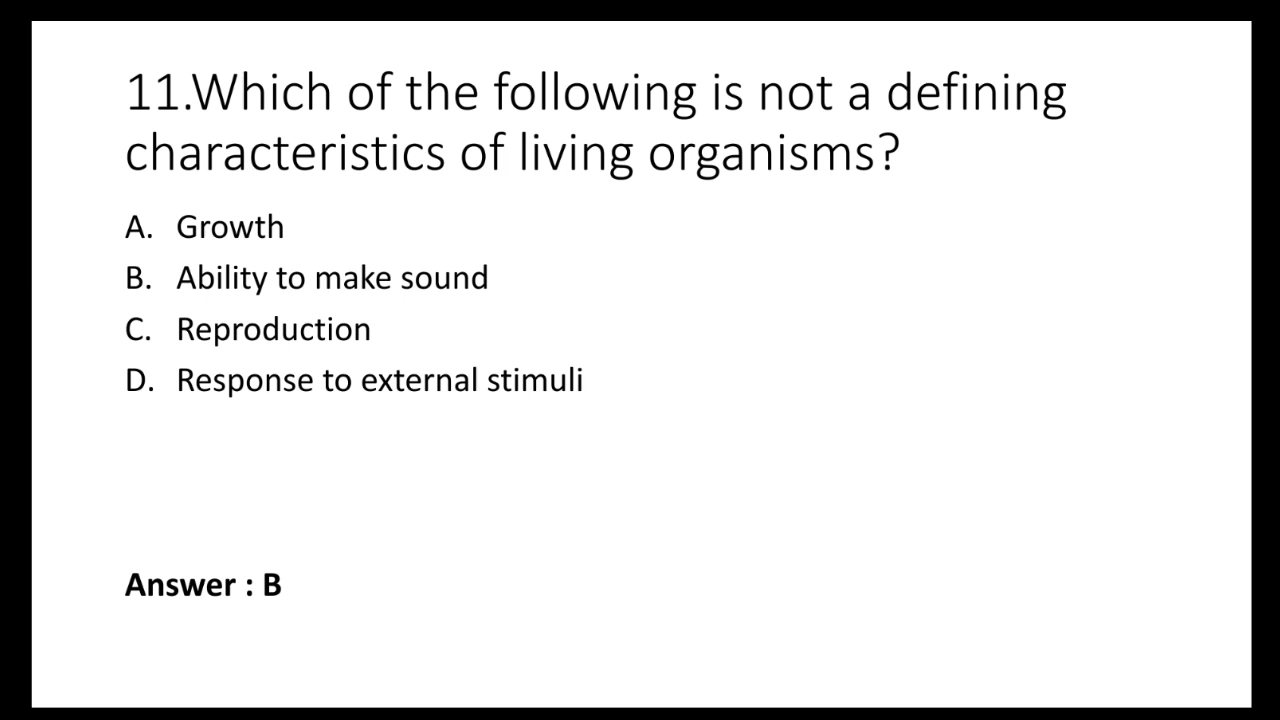 11.Which of the following is not a defining
characteristics of living organisms?
A. Growth
B. Ability to make sound
C. Reproduction
D. Response to external stimuli
Answer : B